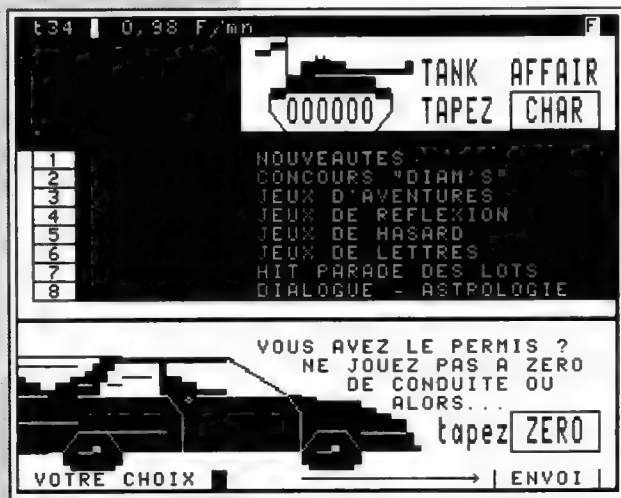 t34 0,98 F/mn F
TANK AFFAIR
000000 TAPEZ CHAR
1 NOUVEAUTES
2 CONCOURS "DIAM'S"
3 JEUX D'AVENTURES
4 JEUX DE REFLEXION
5 JEUX DE HASARD
6 JEUX DE LETTRES
7 HIT PARADE DES LOTS
8 DIALOGUE - ASTROLOGIE
VOUS AVEZ LE PERMIS ?
NE JOUEZ PAS A ZERO
DE CONDUITE OU
ALORS...
tapez ZERO
VOTRE CHOIX ENVOI